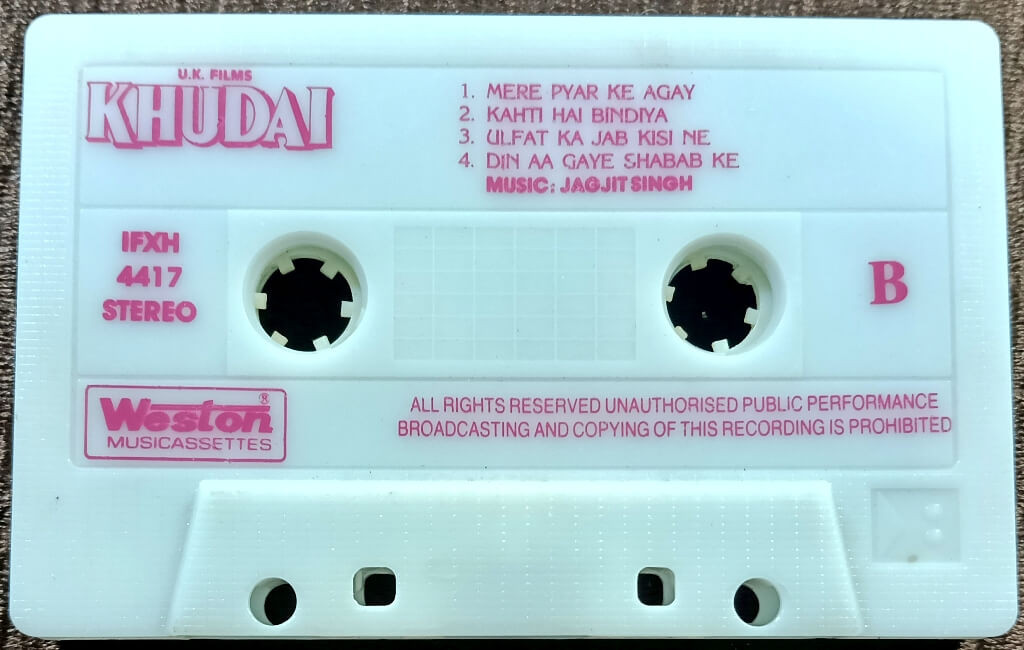 U.K. FILMS
KHUDAI
1. MERE PYAR KE AGAY
2. KAHTI HAI BINDIYA
3. ULFAT KA JAB KISI NE
4. DIN AA GAYE SHABAB KE
MUSIC: JAGJIT SINGH
IFXH
4417
STEREO
B
Weston®
MUSICASSETTES
ALL RIGHTS RESERVED UNAUTHORISED PUBLIC PERFORMANCE
BROADCASTING AND COPYING OF THIS RECORDING IS PROHIBITED